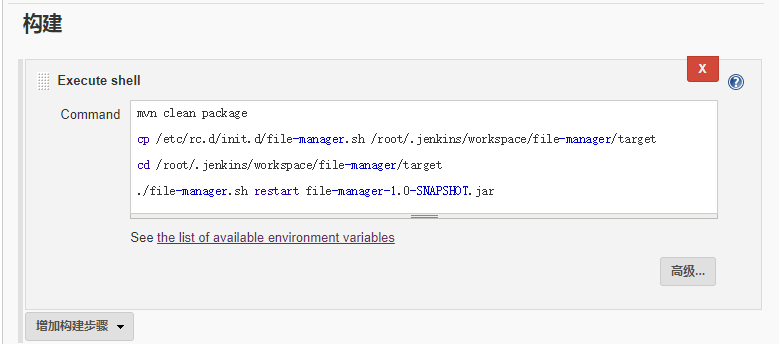 构建
X
Execute shell
Command
mvn clean package
cp /etc/rc.d/init.d/file-manager.sh /root/.jenkins/workspace/file-manager/target
cd /root/.jenkins/workspace/file-manager/target
./file-manager.sh restart file-manager-1.0-SNAPSHOT.jar
See the list of available environment variables
高级...
增加构建步骤